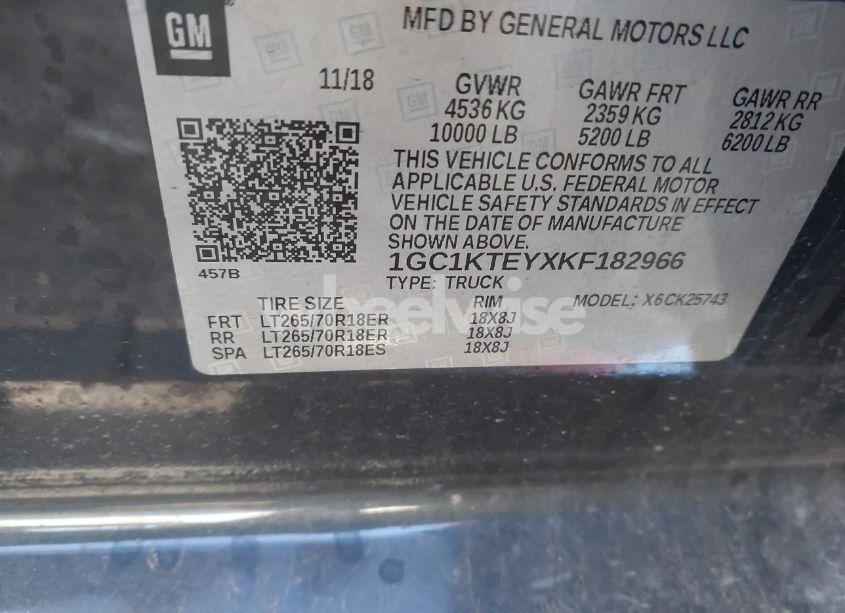 GM
MFD BY GENERAL MOTORS LLC
11/18 GVWR GAWR FRT GAWR RR
4536 KG 2359 KG 2812 KG
10000 LB 5200 LB 6200 LB
THIS VEHICLE CONFORMS TO ALL
APPLICABLE U.S. FEDERAL MOTOR
VEHICLE SAFETY STANDARDS IN EFFECT
ON THE DATE OF MANUFACTURE
SHOWN ABOVE.
457B
1GC1KTEYXKF182966
TYPE: TRUCK MODEL: X6CK25743
TIRE SIZE RIM
FRT LT265/70R18ER 18X8J
RR LT265/70R18ER 18X8J
SPA LT265/70R18ES 18X8J
wheelwise